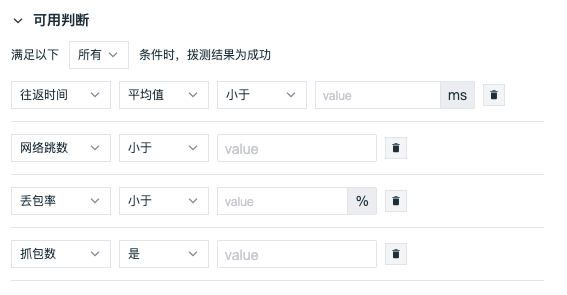 可用判断
满足以下 所有 条件时，拨测结果为成功
往返时间 平均值 小于 value ms
网络跳数 小于 value
丢包率 小于 value %
抓包数 是 value